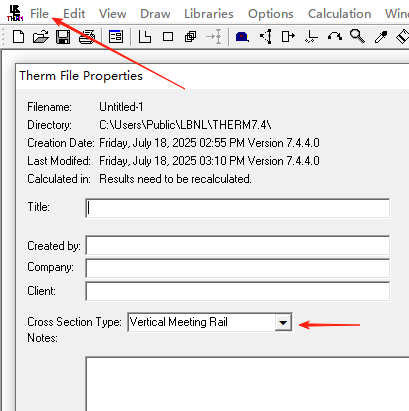 LBL THERM File Edit View Draw Libraries Options Calculation Win
Therm File Properties
Filename: Untitled-1
Directory: C:\Users\Public\LBNL\THERM7.4\
Creation Date: Friday, July 18, 2025 02:55 PM Version 7.4.4.0
Last Modifed: Friday, July 18, 2025 03:10 PM Version 7.4.4.0
Calculated in: Results need to be recalculated.
Title:
Created by:
Company:
Client:
Cross Section Type: Vertical Meeting Rail
Notes: